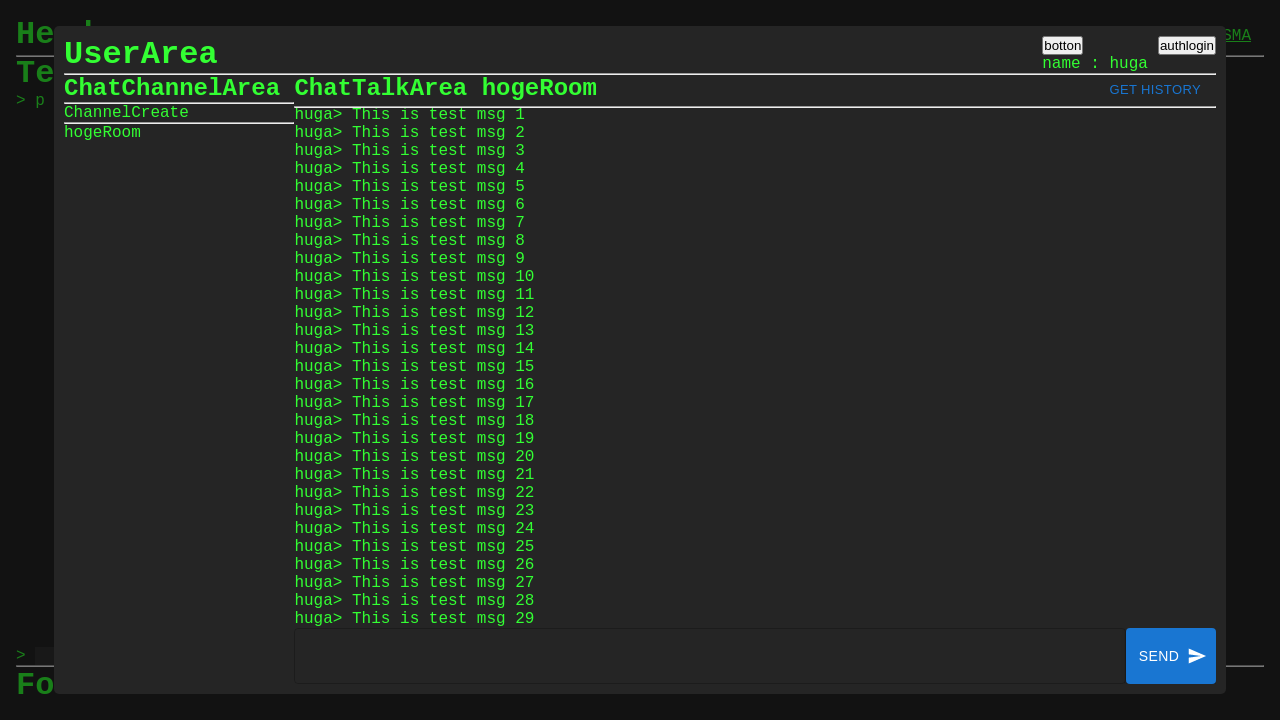 UserArea
botton
authlogin
name : huga
ChatChannelArea
ChannelCreate
hogeRoom
ChatTalkArea hogeRoom
GET HISTORY
huga> This is test msg 1
huga> This is test msg 2
huga> This is test msg 3
huga> This is test msg 4
huga> This is test msg 5
huga> This is test msg 6
huga> This is test msg 7
huga> This is test msg 8
huga> This is test msg 9
huga> This is test msg 10
huga> This is test msg 11
huga> This is test msg 12
huga> This is test msg 13
huga> This is test msg 14
huga> This is test msg 15
huga> This is test msg 16
huga> This is test msg 17
huga> This is test msg 18
huga> This is test msg 19
huga> This is test msg 20
huga> This is test msg 21
huga> This is test msg 22
huga> This is test msg 23
huga> This is test msg 24
huga> This is test msg 25
huga> This is test msg 26
huga> This is test msg 27
huga> This is test msg 28
huga> This is test msg 29
SEND
Te
> p
>
Fo